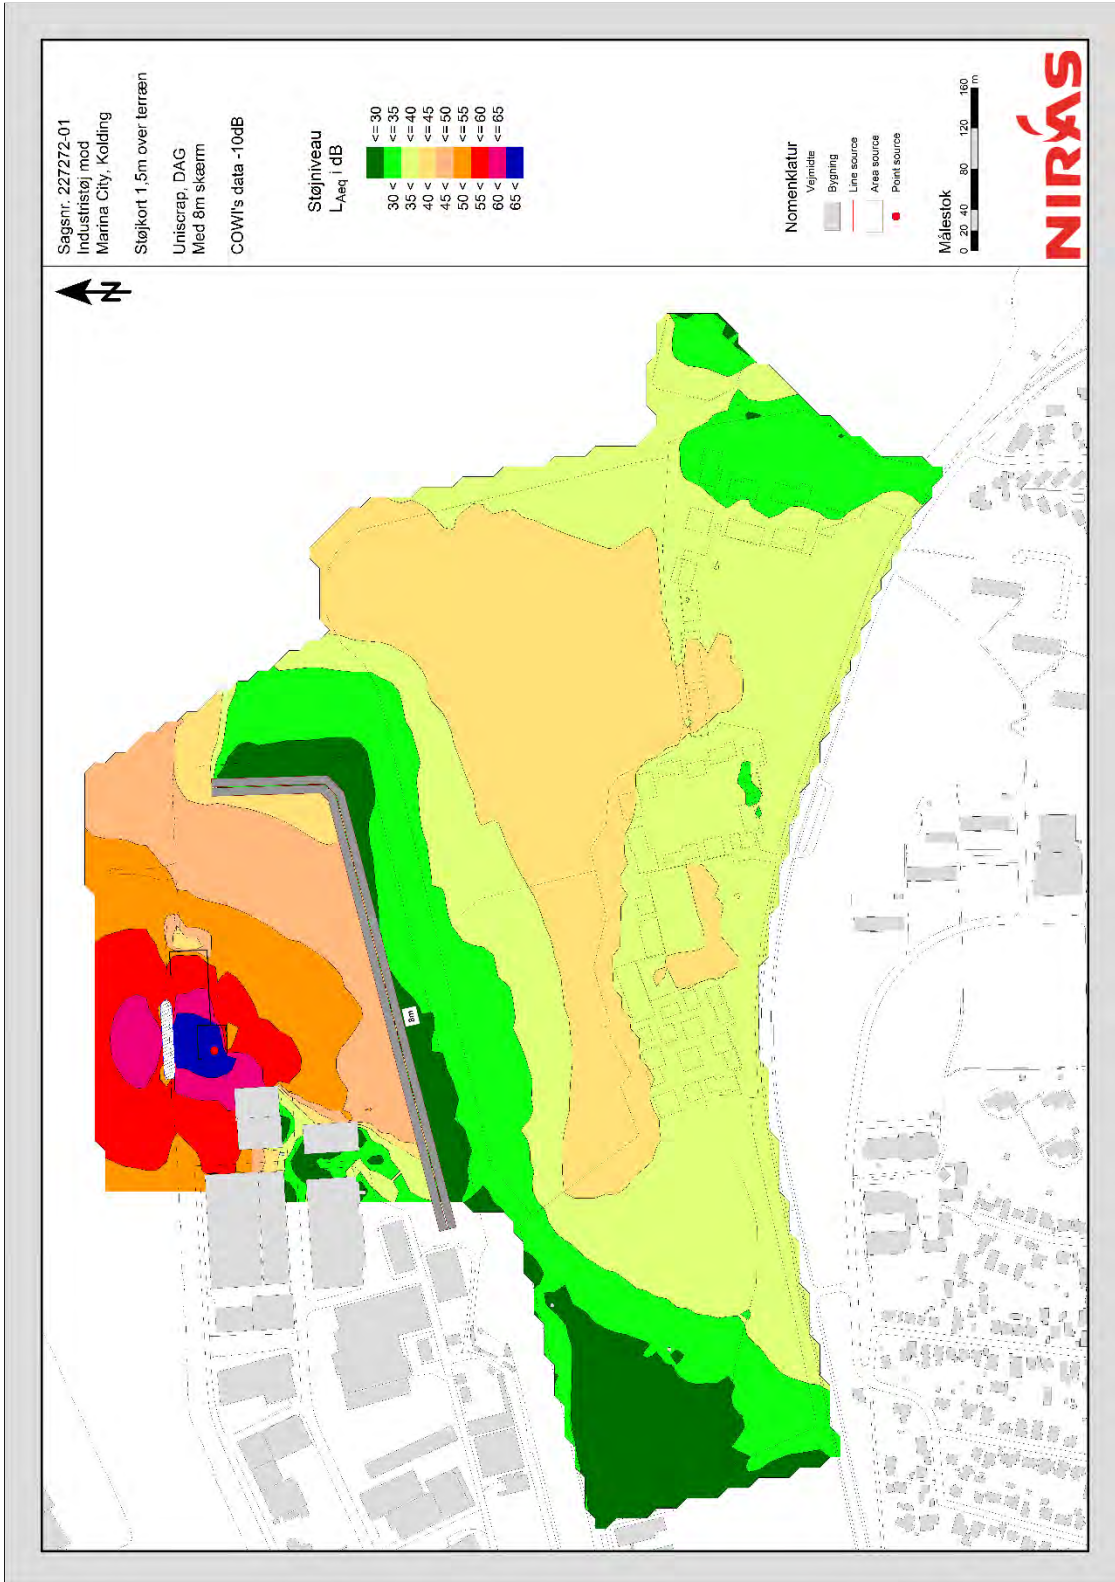 Sagsnr. 227272-01
Industristøj mod
Marina City, Kolding
Støjkort 1,5m over terræn
Uniscrap, DAG
Med 8m skærm
COWI's data -10dB
Støjniveau
LAeq i dB
<= 30
30 < <= 35
35 < <= 40
40 < <= 45
45 < <= 50
50 < <= 55
55 < <= 60
60 < <= 65
65 <
Nomenklatur
Vejmidte
Bygning
Line source
Area source
Point source
Målestok
0 20 40 80 120 160
m
NIRAS
N
8m